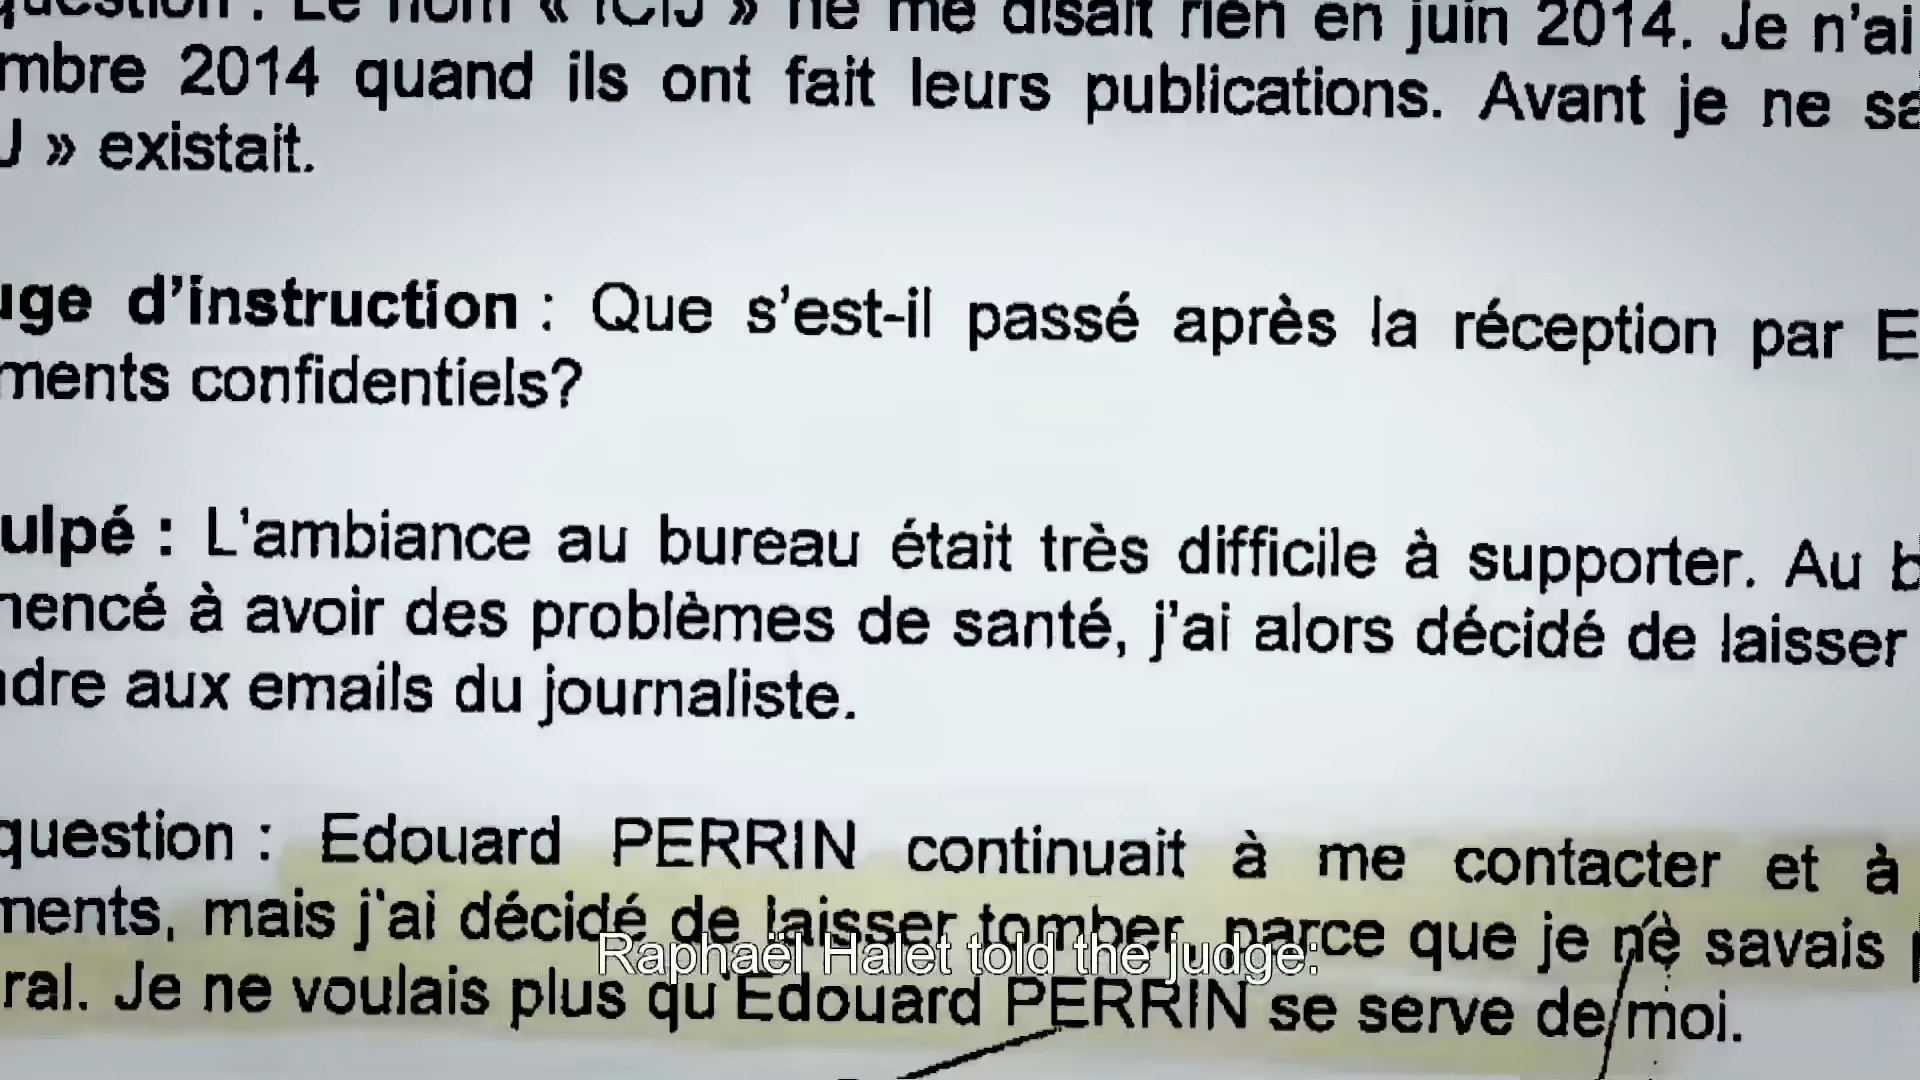 question : Le nom « ICIJ » ne me disait rien en juin 2014. Je n'ai
mbre 2014 quand ils ont fait leurs publications. Avant je ne sa
J » existait.
uge d'instruction : Que s'est-il passé après la réception par E
ments confidentiels?
ulpé : L'ambiance au bureau était très difficile à supporter. Au b
mencé à avoir des problèmes de santé, j'ai alors décidé de laisser
ndre aux emails du journaliste.
question : Edouard PERRIN continuait à me contacter et à
ments, mais j'ai décidé de laisser tomber, parce que je ne savais p
Raphaël Halet told the judge:
ral. Je ne voulais plus qu'Edouard PERRIN se serve de moi.